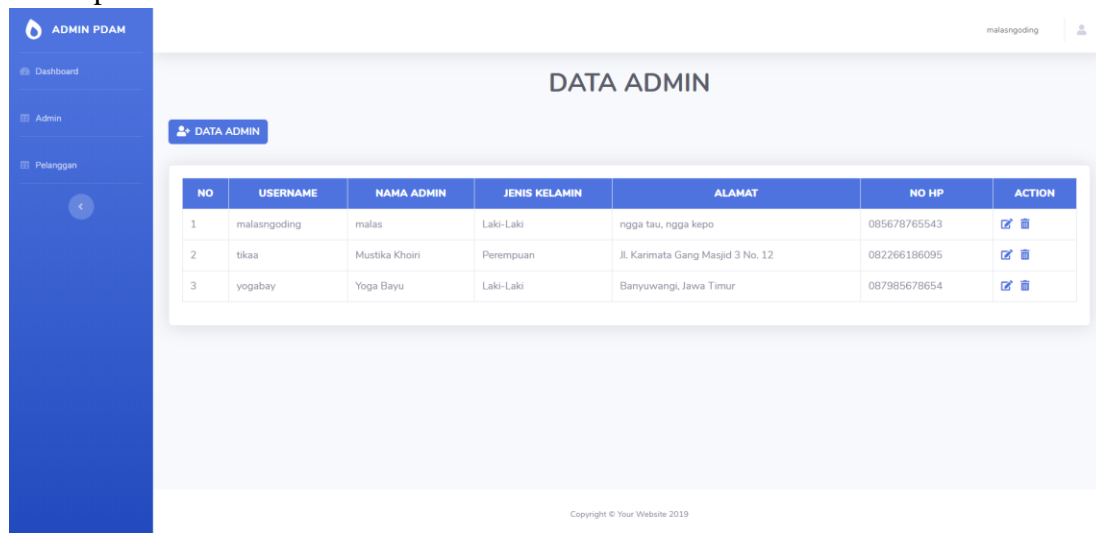 ADMIN PDAM
malasngoding
Dashboard
Admin
Pelanggan
DATA ADMIN
DATA ADMIN
NO USERNAME NAMA ADMIN JENIS KELAMIN ALAMAT NO HP ACTION
1 malasngoding malas Laki-Laki ngga tau, ngga kepo 085678765543
2 tikaa Mustika Khoiri Perempuan Jl. Karimata Gang Masjid 3 No. 12 082266186095
3 yogabay Yoga Bayu Laki-Laki Banyuwangi, Jawa Timur 087985678654
Copyright © Your Website 2019